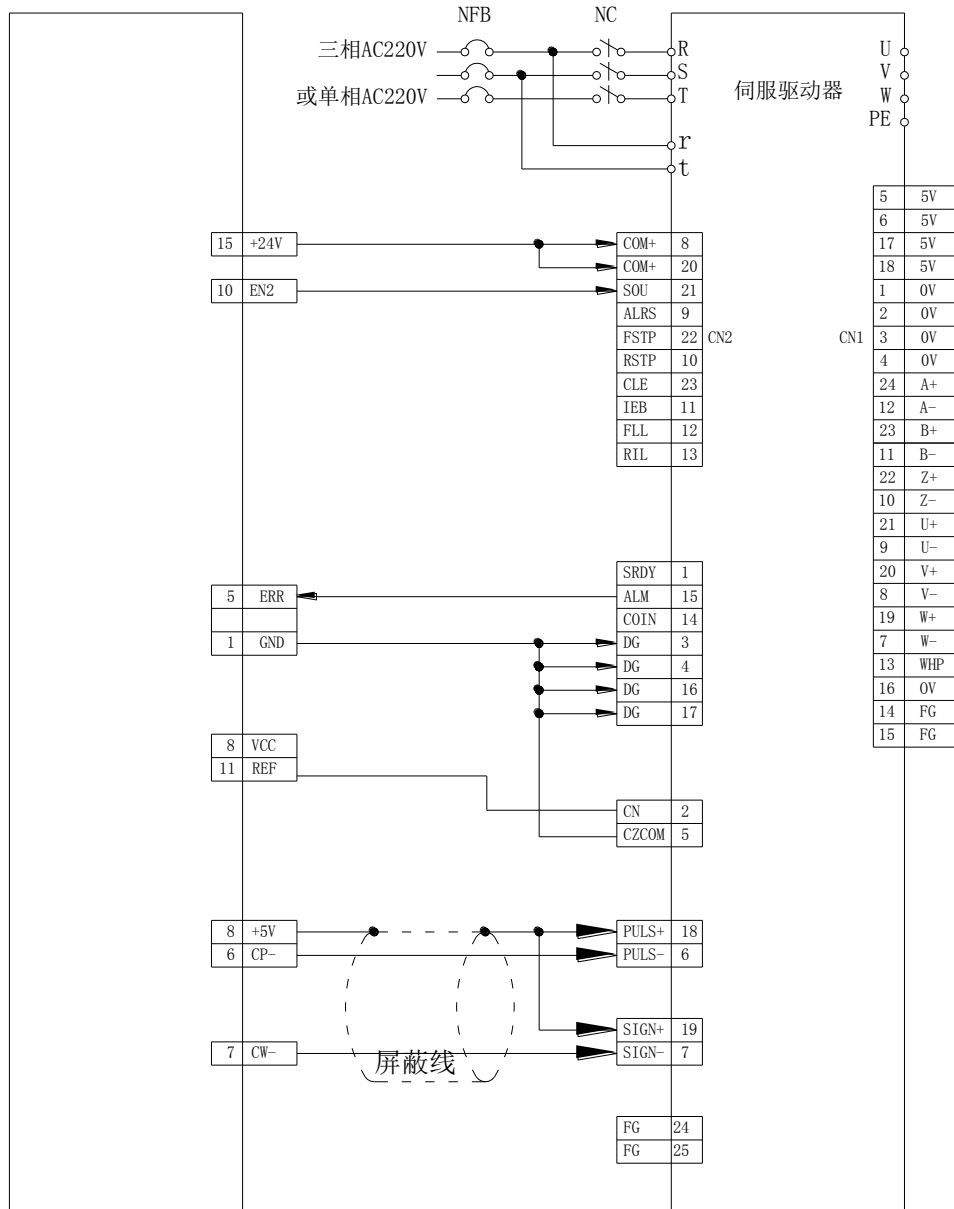 NFB NC
三相AC220V R U
S V
或单相AC220V T 伺服驱动器 W
PE
r
t
5 5V
6 5V
15 +24V COM+ 8 17 5V
COM+ 20 18 5V
10 EN2 SOU 21 1 0V
ALRS 9 2 0V
FSTP 22 CN2 CN1 3 0V
RSTP 10 4 0V
CLE 23 24 A+
IEB 11 12 A-
FLL 12 23 B+
RIL 13 11 B-
22 Z+
10 Z-
21 U+
9 U-
SRDY 1 20 V+
5 ERR ALM 15 8 V-
COIN 14 19 W+
1 GND DG 3 7 W-
DG 4 13 WHP
DG 16 16 0V
DG 17 14 FG
15 FG
8 VCC
11 REF
CN 2
CZCOM 5
8 +5V PULS+ 18
6 CP- PULS- 6
SIGN+ 19
7 CW- 屏蔽线 SIGN- 7
FG 24
FG 25